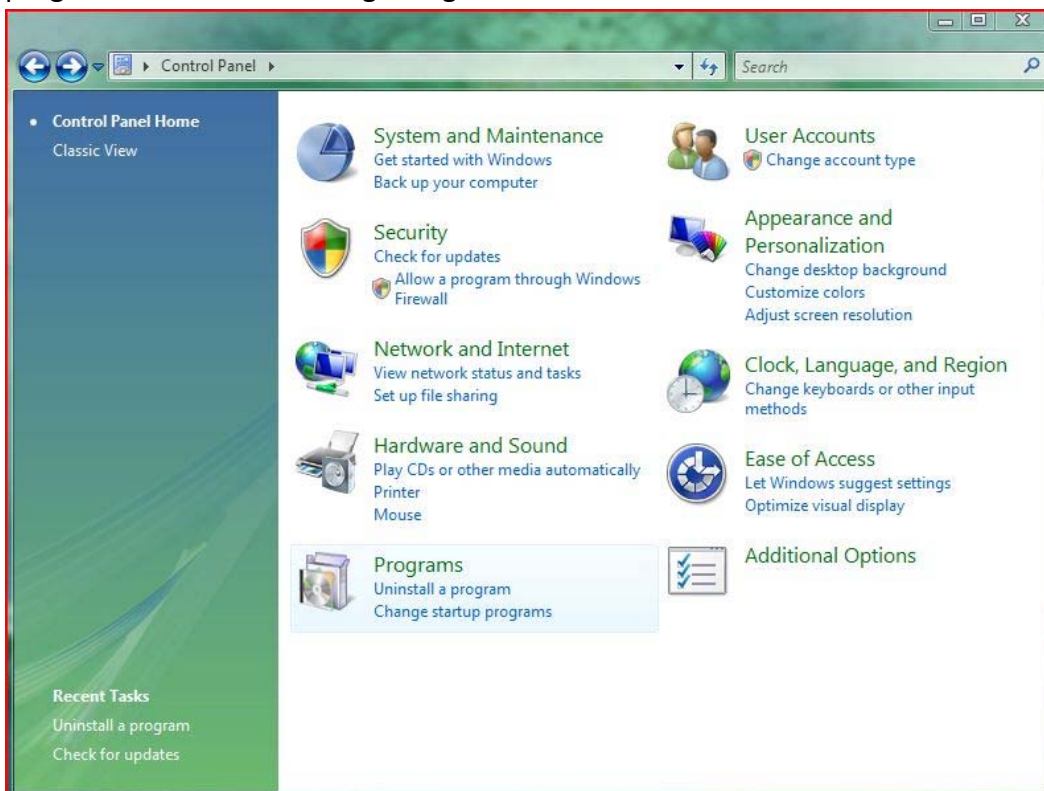 Control Panel
Search
Control Panel Home
Classic View
System and Maintenance
Get started with Windows
Back up your computer
Security
Check for updates
Allow a program through Windows
Firewall
Network and Internet
View network status and tasks
Set up file sharing
Hardware and Sound
Play CDs or other media automatically
Printer
Mouse
Programs
Uninstall a program
Change startup programs
User Accounts
Change account type
Appearance and
Personalization
Change desktop background
Customize colors
Adjust screen resolution
Clock, Language, and Region
Change keyboards or other input
methods
Ease of Access
Let Windows suggest settings
Optimize visual display
Additional Options
Recent Tasks
Uninstall a program
Check for updates